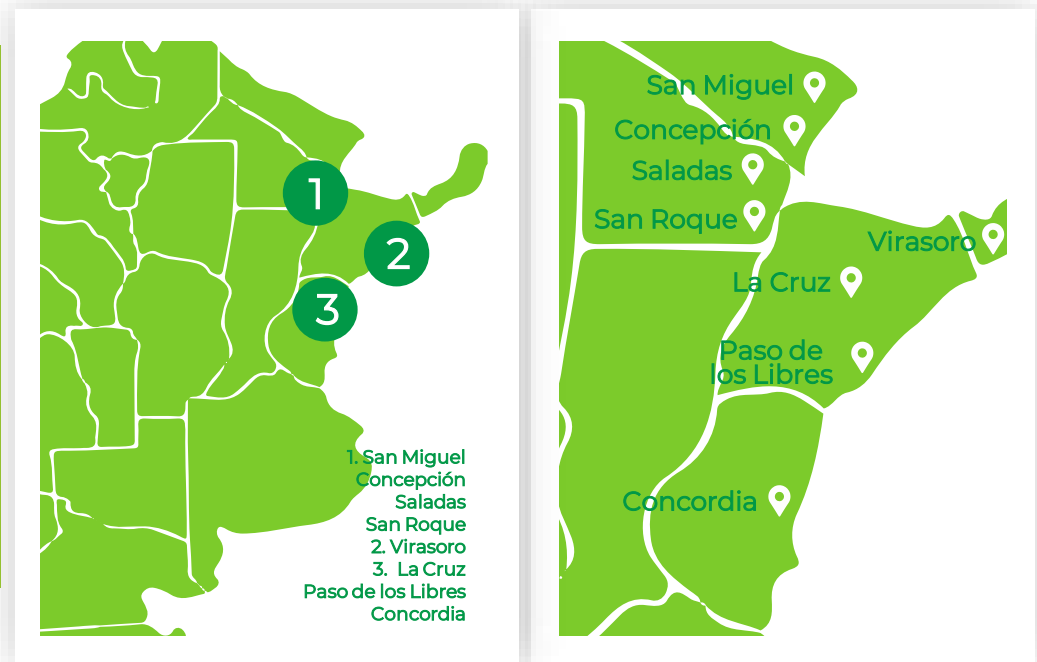 1
2
3
1. San Miguel
Concepción
Saladas
San Roque
2. Virasoro
3. La Cruz
Paso de los Libres
Concordia
San Miguel
Concepción
Saladas
San Roque
Virasoro
La Cruz
Paso de
los Libres
Concordia